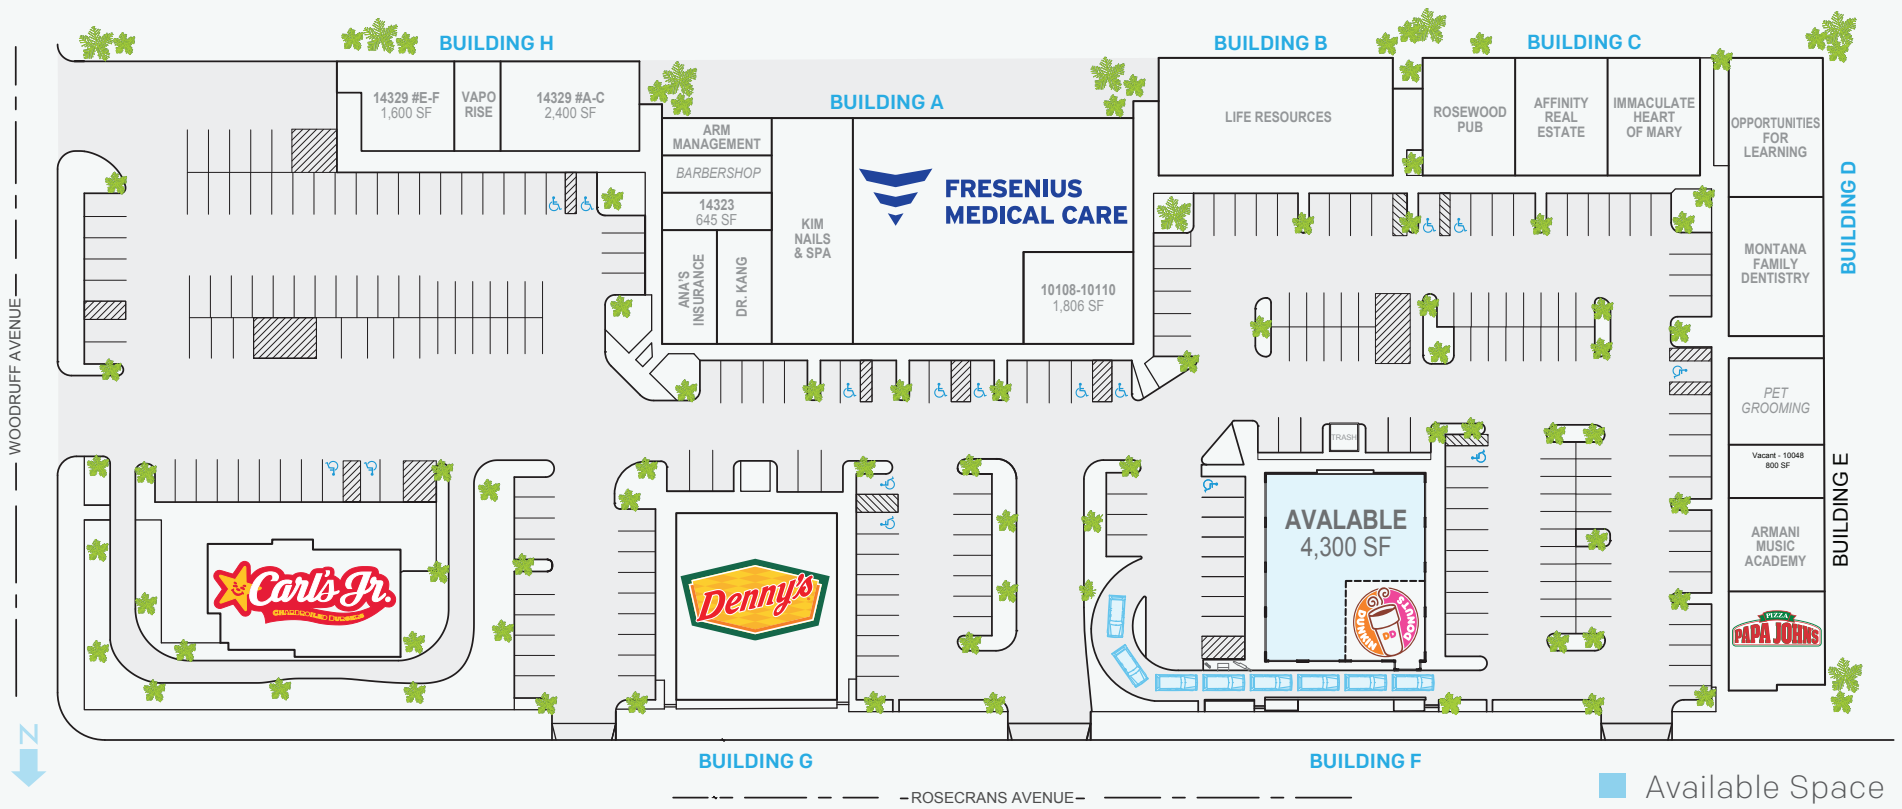 BUILDING H
BUILDING A
BUILDING B
BUILDING C
14329 #E-F
1,600 SF
VAPO
RISE
14329 #A-C
2,400 SF
ARM
MANAGEMENT
BARBERSHOP
14323
645 SF
ANA'S
INSURANCE
DR. KANG
KIM
NAILS
& SPA
FRESENIUS
MEDICAL CARE
10108-10110
1,806 SF
LIFE RESOURCES
ROSEWOOD
PUB
AFFINITY
REAL
ESTATE
IMMACULATE
HEART
OF MARY
OPPORTUNITIES
FOR
LEARNING
MONTANA
FAMILY
DENTISTRY
BUILDING D
PET
GROOMING
Vacant - 10048
800 SF
ARMANI
MUSIC
ACADEMY
BUILDING E
PIZZA
PAPA JOHNS
WOODRUFF AVENUE
TRASH
AVALABLE
4,300 SF
DUNKIN'
DONUTS
DD
Carl's Jr.
CHARBROILED BURGERS
Denny's
N
BUILDING G
BUILDING F
ROSECRANS AVENUE
Available Space